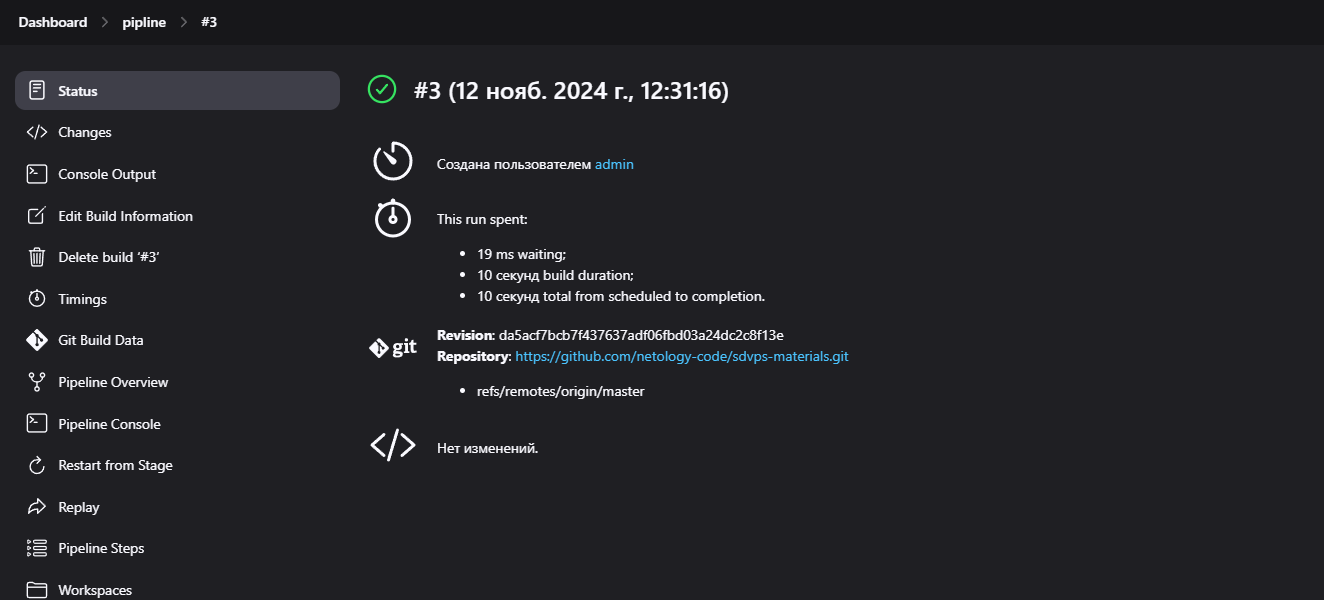 Dashboard > pipline > #3
Status
Changes
Console Output
Edit Build Information
Delete build ‘#3’
Timings
Git Build Data
Pipeline Overview
Pipeline Console
Restart from Stage
Replay
Pipeline Steps
Workspaces
#3 (12 нояб. 2024 г., 12:31:16)
Создана пользователем admin
This run spent:
• 19 ms waiting;
• 10 секунд build duration;
• 10 секунд total from scheduled to completion.
git
Revision: da5acf7bcb7f437637adf06fbd03a24dc2c8f13e
Repository: https://github.com/netology-code/sdvps-materials.git
• refs/remotes/origin/master
Нет изменений.